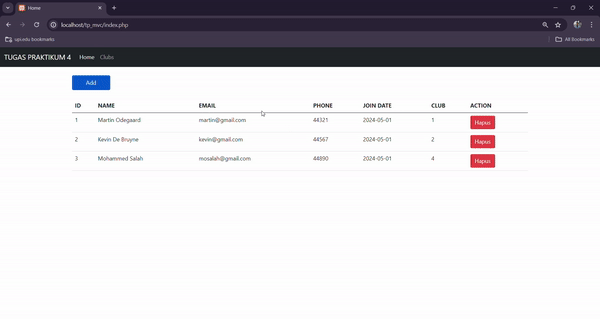 Home
localhost/tp_mvc/index.php
upi.edu bookmarks
All Bookmarks
TUGAS PRAKTIKUM 4 Home Clubs
Add
ID NAME EMAIL PHONE JOIN DATE CLUB ACTION
1 Martin Odegaard martin@gmail.com 44321 2024-05-01 1 Hapus
2 Kevin De Bruyne kevin@gmail.com 44567 2024-05-01 2 Hapus
3 Mohammed Salah mosalah@gmail.com 44890 2024-05-01 4 Hapus